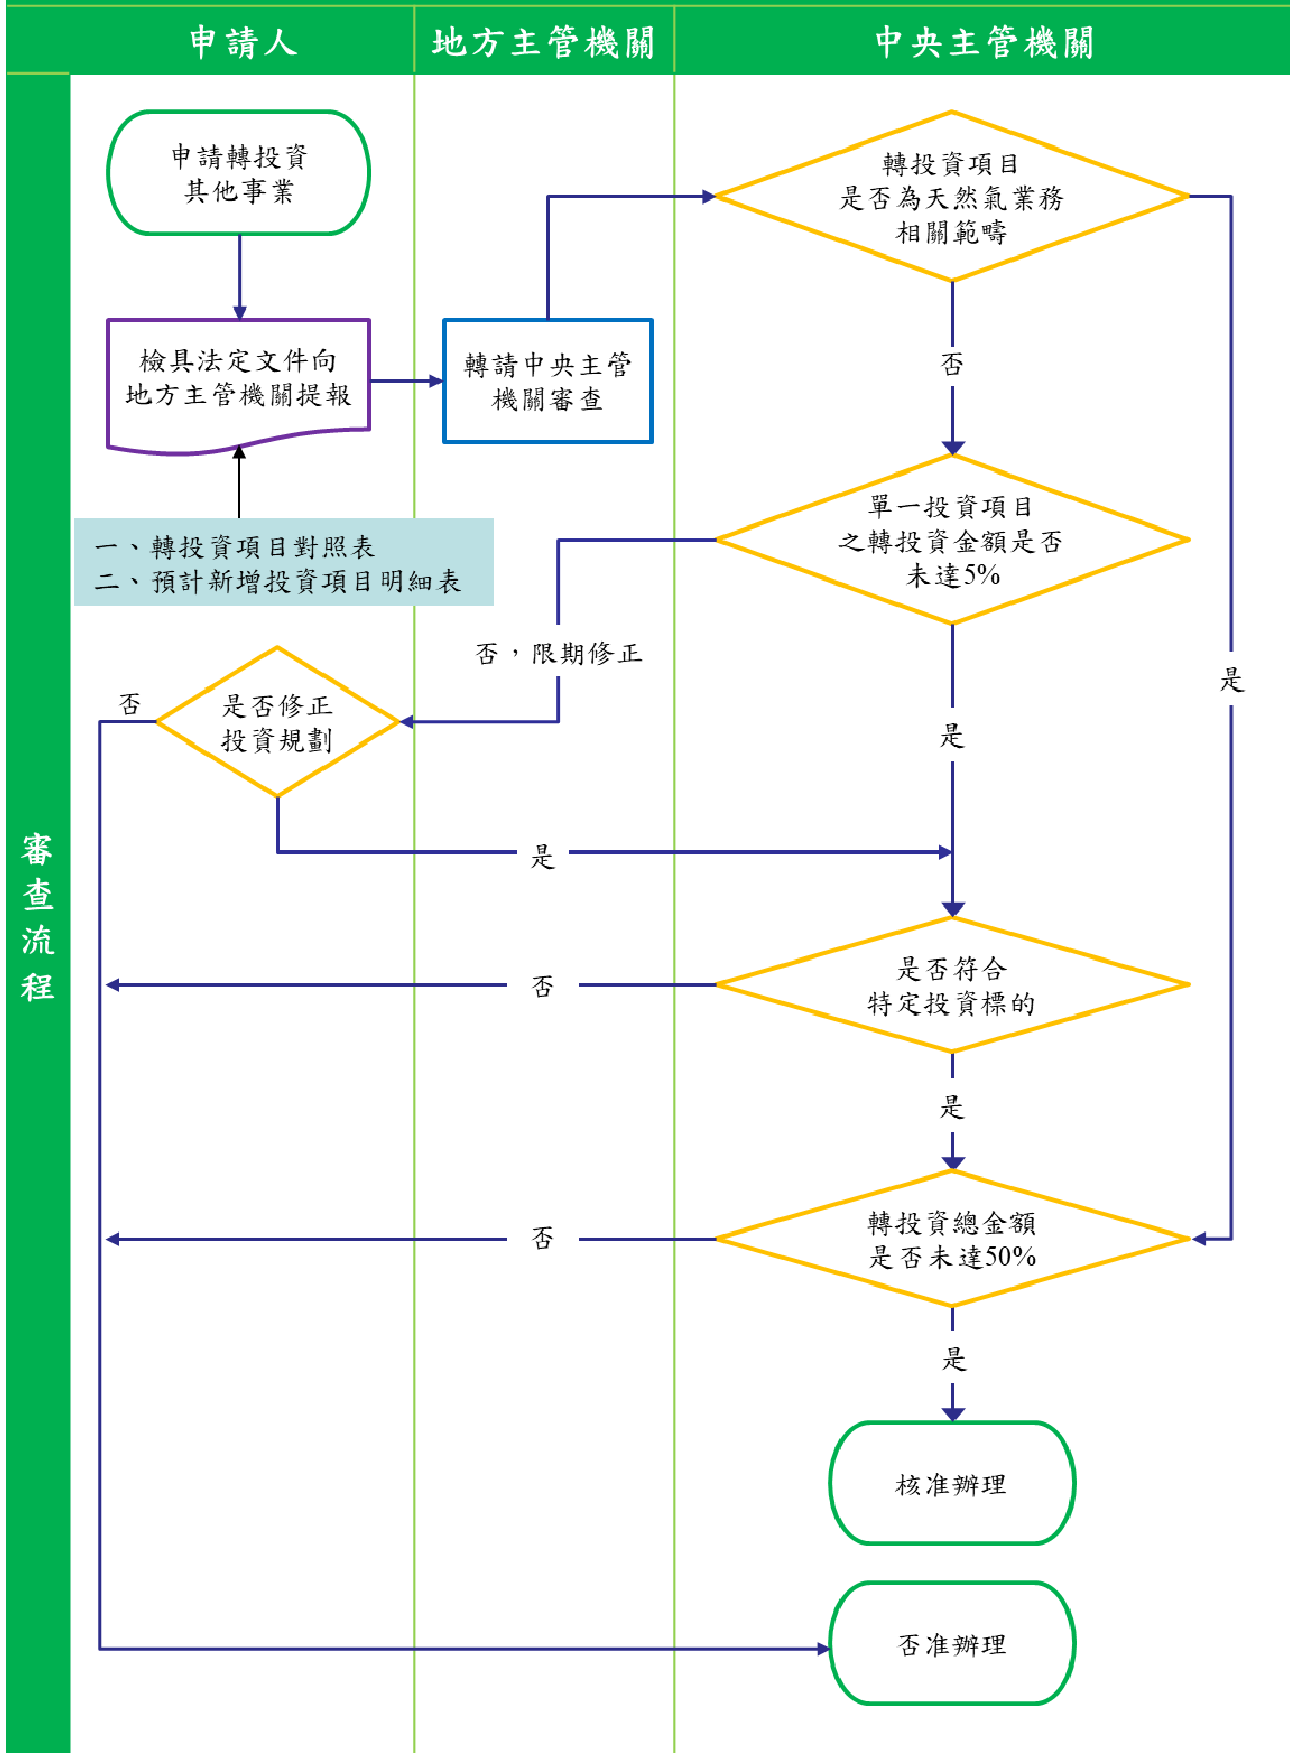 申請人
地方主管機關
中央主管機關
審查流程
申請轉投資
其他事業
檢具法定文件向
地方主管機關提報
一、轉投資項目對照表
二、預計新增投資項目明細表
轉請中央主管
機關審查
轉投資項目
是否為天然氣業務
相關範疇
否
是
單一投資項目
之轉投資金額是否
未達5%
否，限期修正
是
是否修正
投資規劃
否
是
是否符合
特定投資標的
否
是
轉投資總金額
是否未達50%
否
是
核准辦理
否准辦理